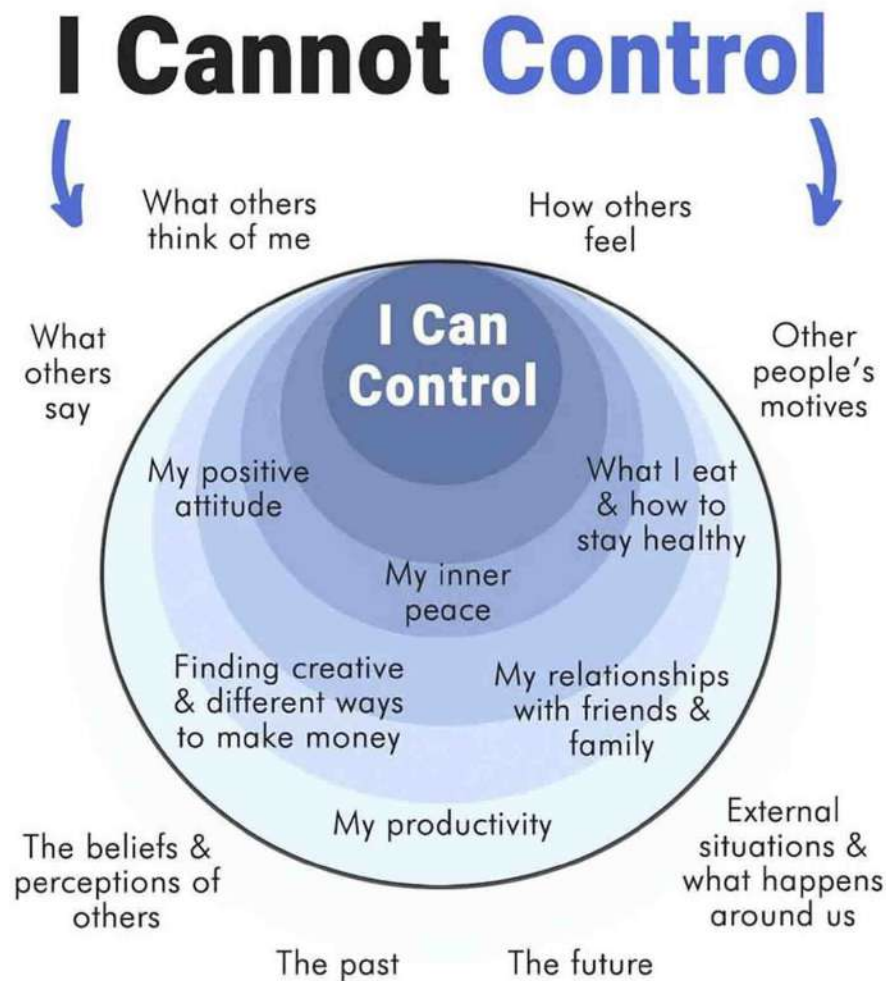 I Cannot Control
What others
think of me
How others
feel
What
others
say
Other
people's
motives
I Can
Control
My positive
attitude
What I eat
& how to
stay healthy
My inner
peace
Finding creative
& different ways
to make money
My relationships
with friends &
family
My productivity
The beliefs &
perceptions of
others
External
situations &
what happens
around us
The past
The future